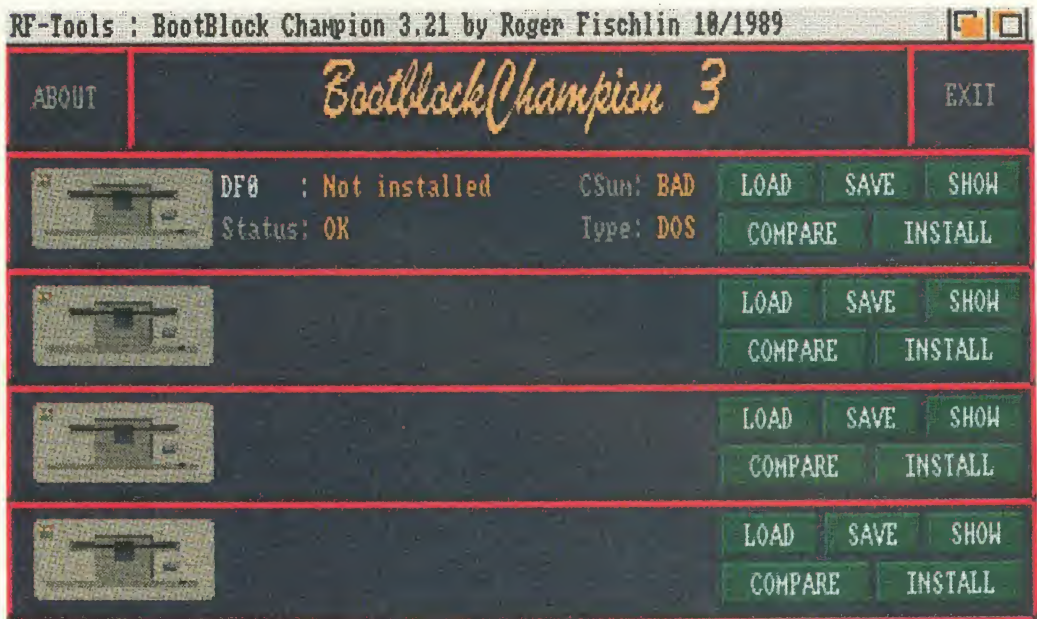 RF-Tools : BootBlock Champion 3.21 by Roger Fischlin 10/1989
ABOUT
BootblockChampion 3
EXIT
DF0 : Not installed CSum: BAD
Status: OK Type: DOS
LOAD SAVE SHOW
COMPARE INSTALL
LOAD SAVE SHOW
COMPARE INSTALL
LOAD SAVE SHOW
COMPARE INSTALL
LOAD SAVE SHOW
COMPARE INSTALL